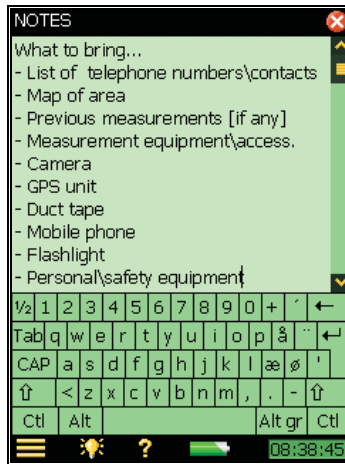 NOTES
What to bring...
- List of telephone numbers\contacts
- Map of area
- Previous measurements [if any]
- Measurement equipment\access.
- Camera
- GPS unit
- Duct tape
- Mobile phone
- Flashlight
- Personal\safety equipment
½ 1 2 3 4 5 6 7 8 9 0 + ´ ←
Tab q w e r t y u i o p å ¨ ↵
CAP a s d f g h j k l æ ø '
⇧ < z x c v b n m , . - ⇧
Ctl Alt Alt gr Ctl
? 08:38:45